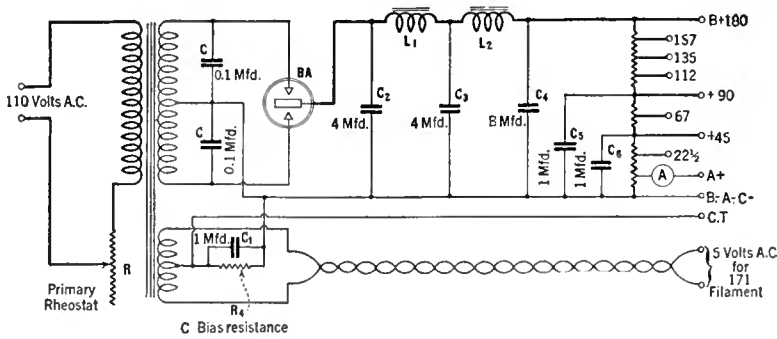 110 Volts A.C.
R
Primary
Rheostat
C
0.1 Mfd.
C
0.1 Mfd.
BA
C2
4 Mfd.
L1
L2
C3
4 Mfd.
C4
8 Mfd.
C5
1 Mfd.
C6
1 Mfd.
B+180
157
135
112
+ 90
67
+45
22½
A
A+
B- A- C-
C.T
1 Mfd. C1
R4
C Bias resistance
5 Volts A.C
for
171
Filament